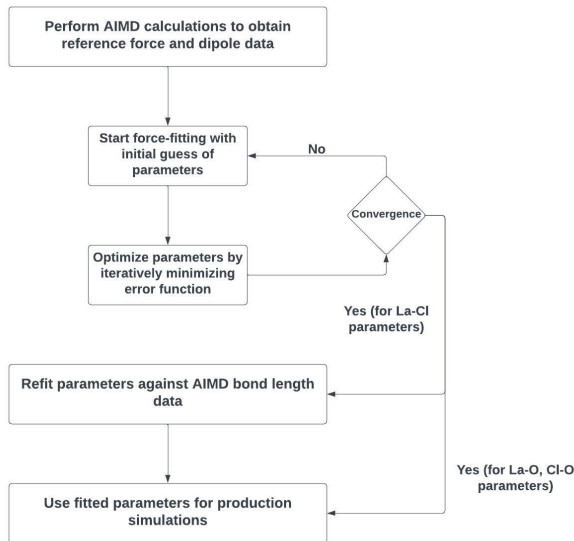 Perform AIMD calculations to obtain
reference force and dipole data
Start force-fitting with
initial guess of
parameters
No
Convergence
Optimize parameters by
iteratively minimizing
error function
Yes (for La-Cl
parameters)
Refit parameters against AIMD bond length
data
Yes (for La-O, Cl-O
parameters)
Use fitted parameters for production
simulations